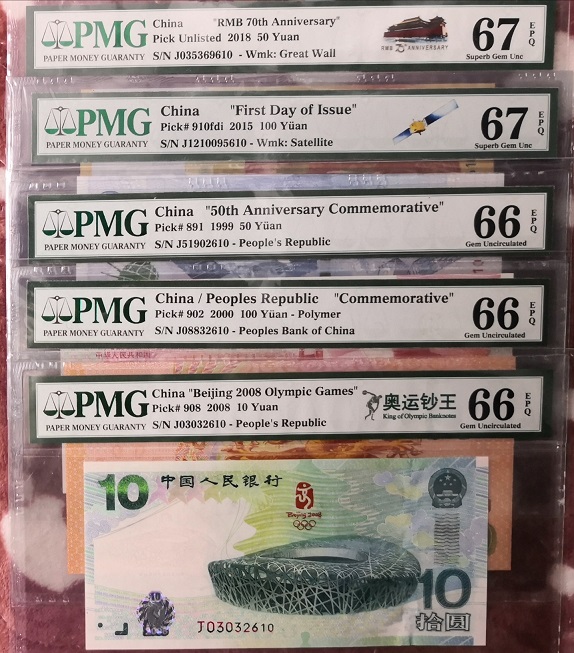 PMG
PAPER MONEY GUARANTY
China "RMB 70th Anniversary"
Pick Unlisted 2018 50 Yuan
S/N J035369610 - Wmk: Great Wall
RMB 70th ANNIVERSARY
67 EPQ
Superb Gem Unc
PMG
PAPER MONEY GUARANTY
China "First Day of Issue"
Pick# 910fdi 2015 100 Yüan
S/N J1210095610 - Wmk: Satellite
67 EPQ
Superb Gem Unc
PMG
PAPER MONEY GUARANTY
China "50th Anniversary Commemorative"
Pick# 891 1999 50 Yüan
S/N J51902610 - People's Republic
66 EPQ
Gem Uncirculated
PMG
PAPER MONEY GUARANTY
China / Peoples Republic "Commemorative"
Pick# 902 2000 100 Yüan - Polymer
S/N J08832610 - Peoples Bank of China
66 EPQ
Gem Uncirculated
PMG
PAPER MONEY GUARANTY
China "Beijing 2008 Olympic Games"
Pick# 908 2008 10 Yuan
S/N J03032610 - People's Republic
奥运钞王
King of Olympic Banknotes
66 EPQ
Gem Uncirculated
10 中国人民银行
Beijing 2008
10
J03032610
拾圆